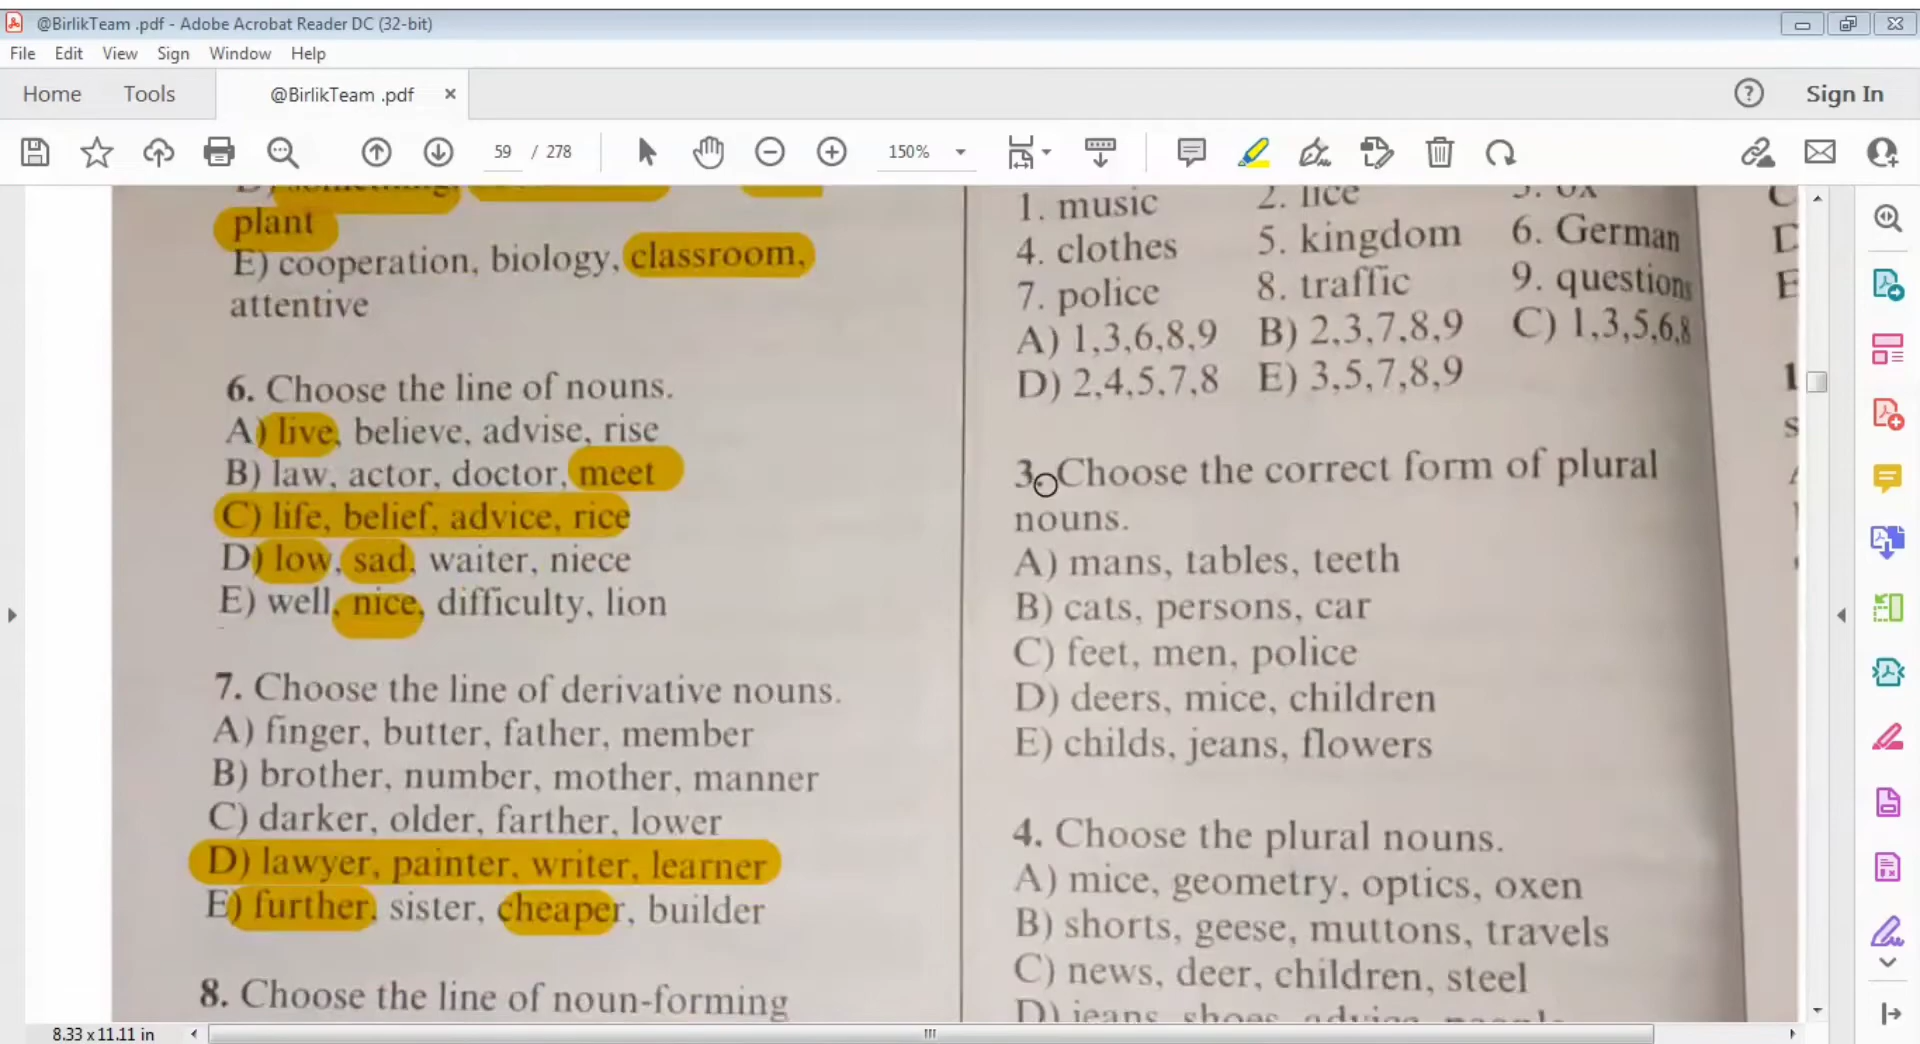 @BirlikTeam .pdf - Adobe Acrobat Reader DC (32-bit)
File Edit View Sign Window Help
Home Tools @BirlikTeam .pdf × Sign In
59 / 278 150%
plant
E) cooperation, biology, classroom,
attentive
6. Choose the line of nouns.
A) live, believe, advise, rise
B) law, actor, doctor, meet
C) life, belief, advice, rice
D) low, sad, waiter, niece
E) well, nice, difficulty, lion
7. Choose the line of derivative nouns.
A) finger, butter, father, member
B) brother, number, mother, manner
C) darker, older, farther, lower
D) lawyer, painter, writer, learner
E) further, sister, cheaper, builder
8. Choose the line of noun-forming
1. music 2. lice 3. ox
4. clothes 5. kingdom 6. German
7. police 8. traffic 9. questions
A) 1,3,6,8,9 B) 2,3,7,8,9 C) 1,3,5,6,8
D) 2,4,5,7,8 E) 3,5,7,8,9
3. Choose the correct form of plural
nouns.
A) mans, tables, teeth
B) cats, persons, car
C) feet, men, police
D) deers, mice, children
E) childs, jeans, flowers
4. Choose the plural nouns.
A) mice, geometry, optics, oxen
B) shorts, geese, muttons, travels
C) news, deer, children, steel
D) jeans, shoes, advice, people
8.33 x 11.11 in